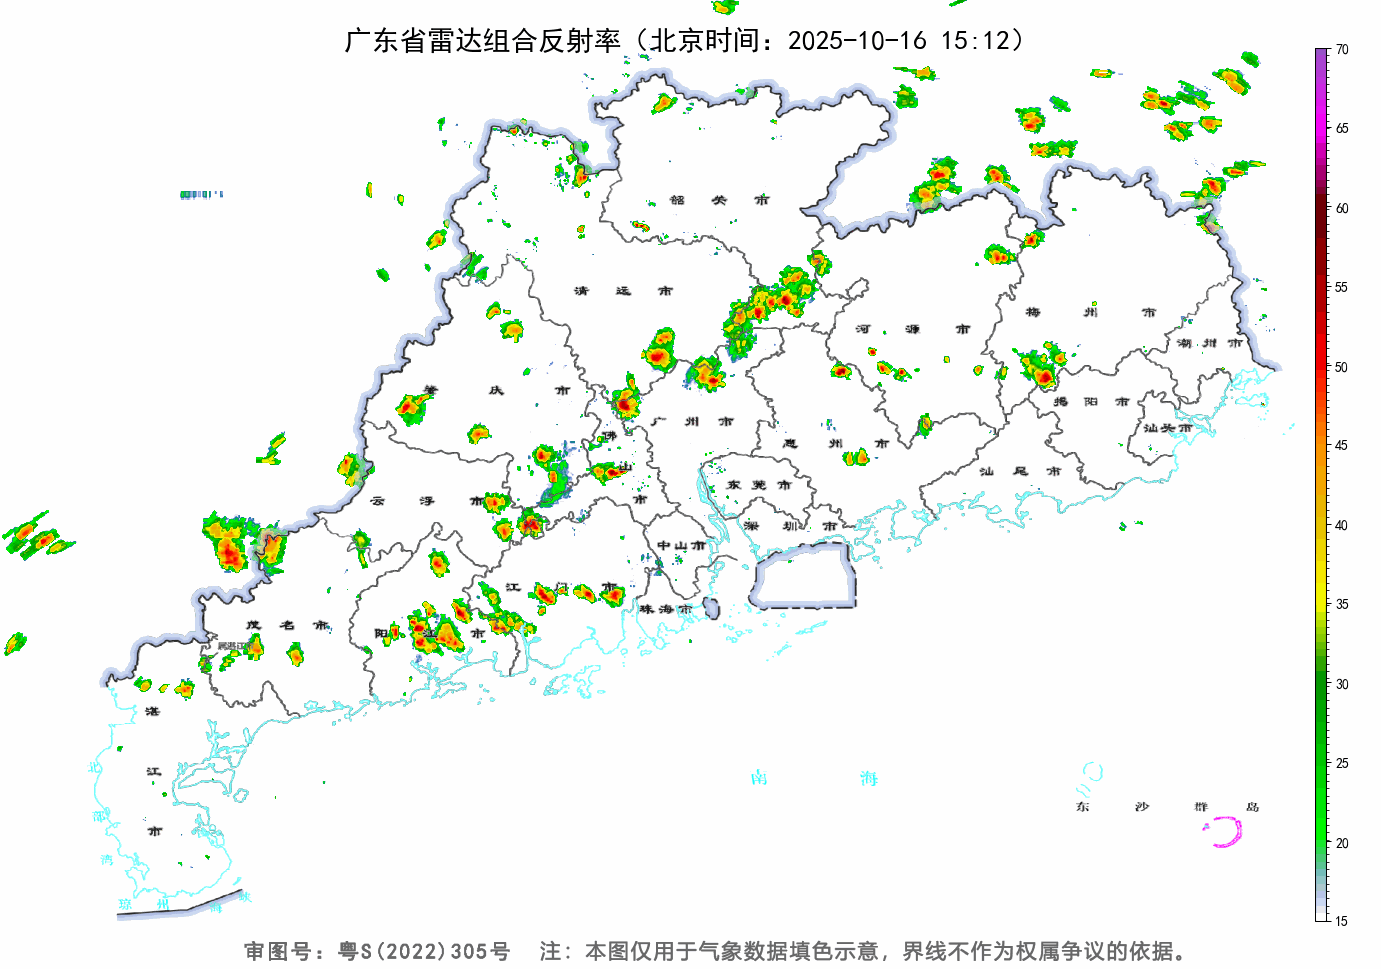 广东省雷达组合反射率（北京时间：2025-10-16 15:12）
70
65
60
55
50
45
40
35
30
25
20
15
韶关市
清远市
河源市
梅州市
潮州市
肇庆市
广州市
揭阳市
汕头市
佛山市
惠州市
汕尾市
云浮市
东莞市
深圳市
中山市
江门市
珠海市
茂名市
阳江市
属湛江
湛江市
北部湾
南海
东沙群岛
琼州海峡
审图号：粤S(2022)305号 注：本图仅用于气象数据填色示意，界线不作为权属争议的依据。